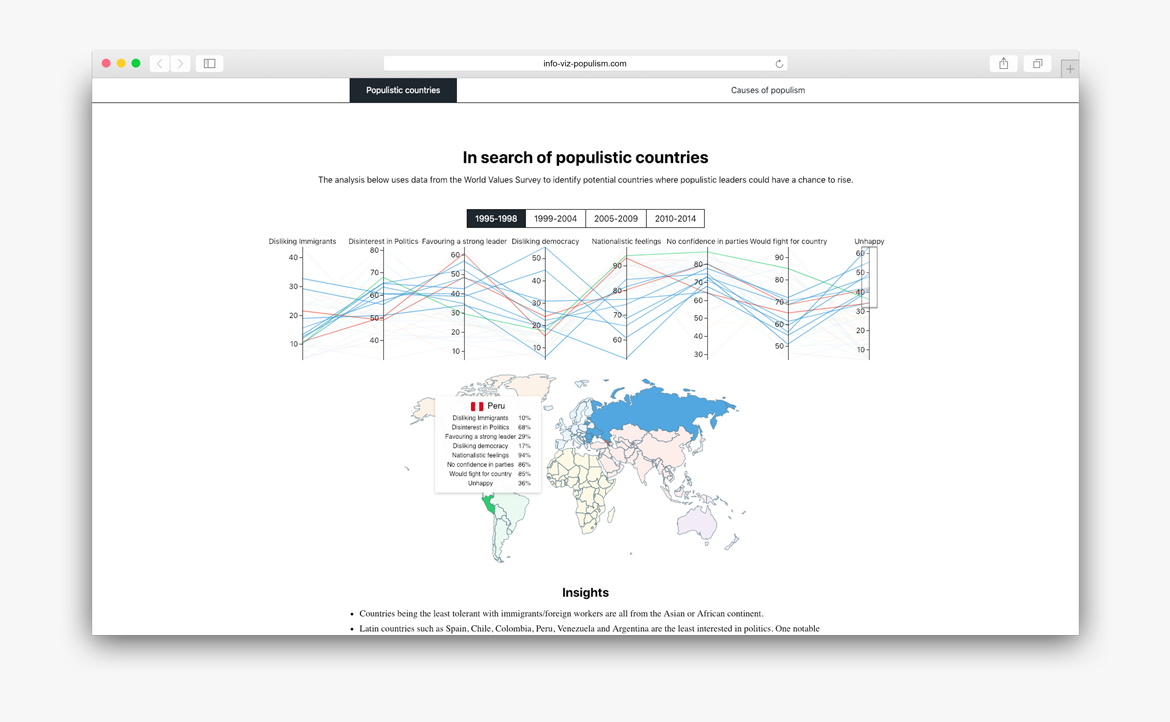 info-viz-populism.com
Populistic countries
Causes of populism
In search of populistic countries
The analysis below uses data from the World Values Survey to identify potential countries where populistic leaders could have a chance to rise.
1995-1998 1999-2004 2005-2009 2010-2014
Disliking Immigrants Disinterest in Politics Favouring a strong leader Disliking democracy Nationalistic feelings No confidence in parties Would fight for country Unhappy
40 30 20 10
80 70 60 50 40
60 50 40 30 20 10
50 40 30 20 10
90 80 70 60
80 70 60 50 40 30
90 80 70 60 50
60 50 40 30 20 10
Peru
Disliking Immigrants 10%
Disinterest in Politics 68%
Favouring a strong leader 29%
Disliking democracy 17%
Nationalistic feelings 94%
No confidence in parties 86%
Would fight for country 85%
Unhappy 36%
Insights
• Countries being the least tolerant with immigrants/foreign workers are all from the Asian or African continent.
• Latin countries such as Spain, Chile, Colombia, Peru, Venezuela and Argentina are the least interested in politics. One notable